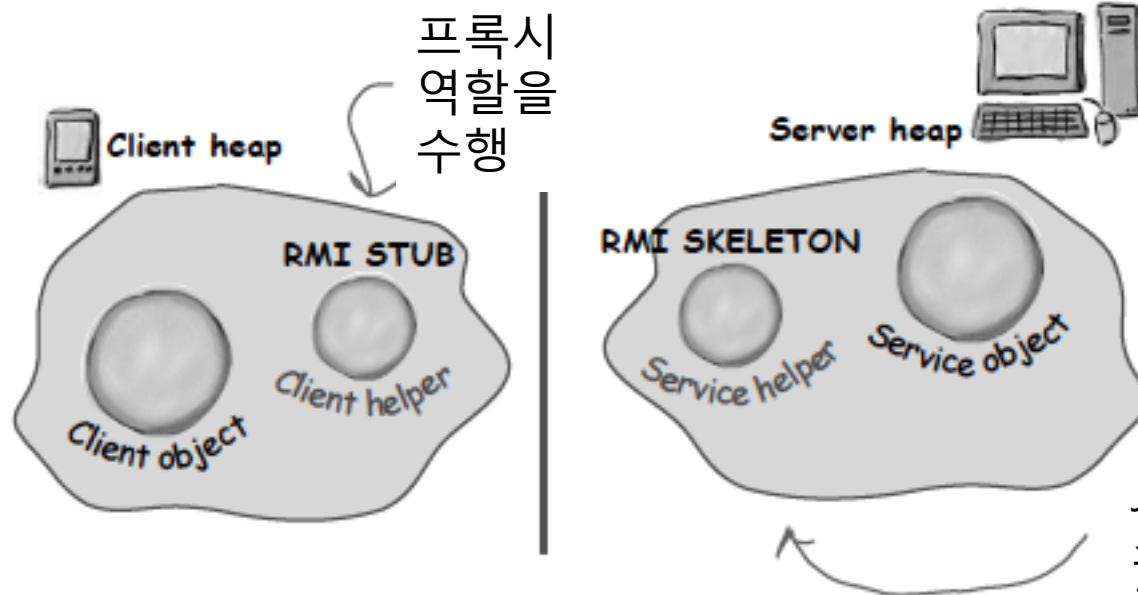 프록시
역할을
수행
Client heap
Server heap
RMI STUB
Client helper
Client object
RMI SKELETON
Service helper
Service object